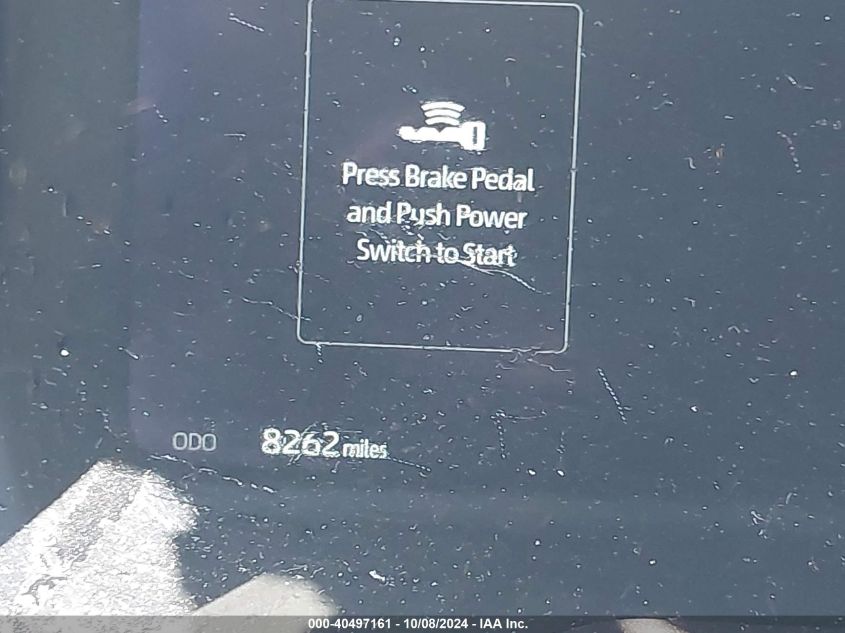 Press Brake Pedal
and Push Power
Switch to Start
ODO 8262 miles
000-40497161 - 10/08/2024 - IAA Inc.